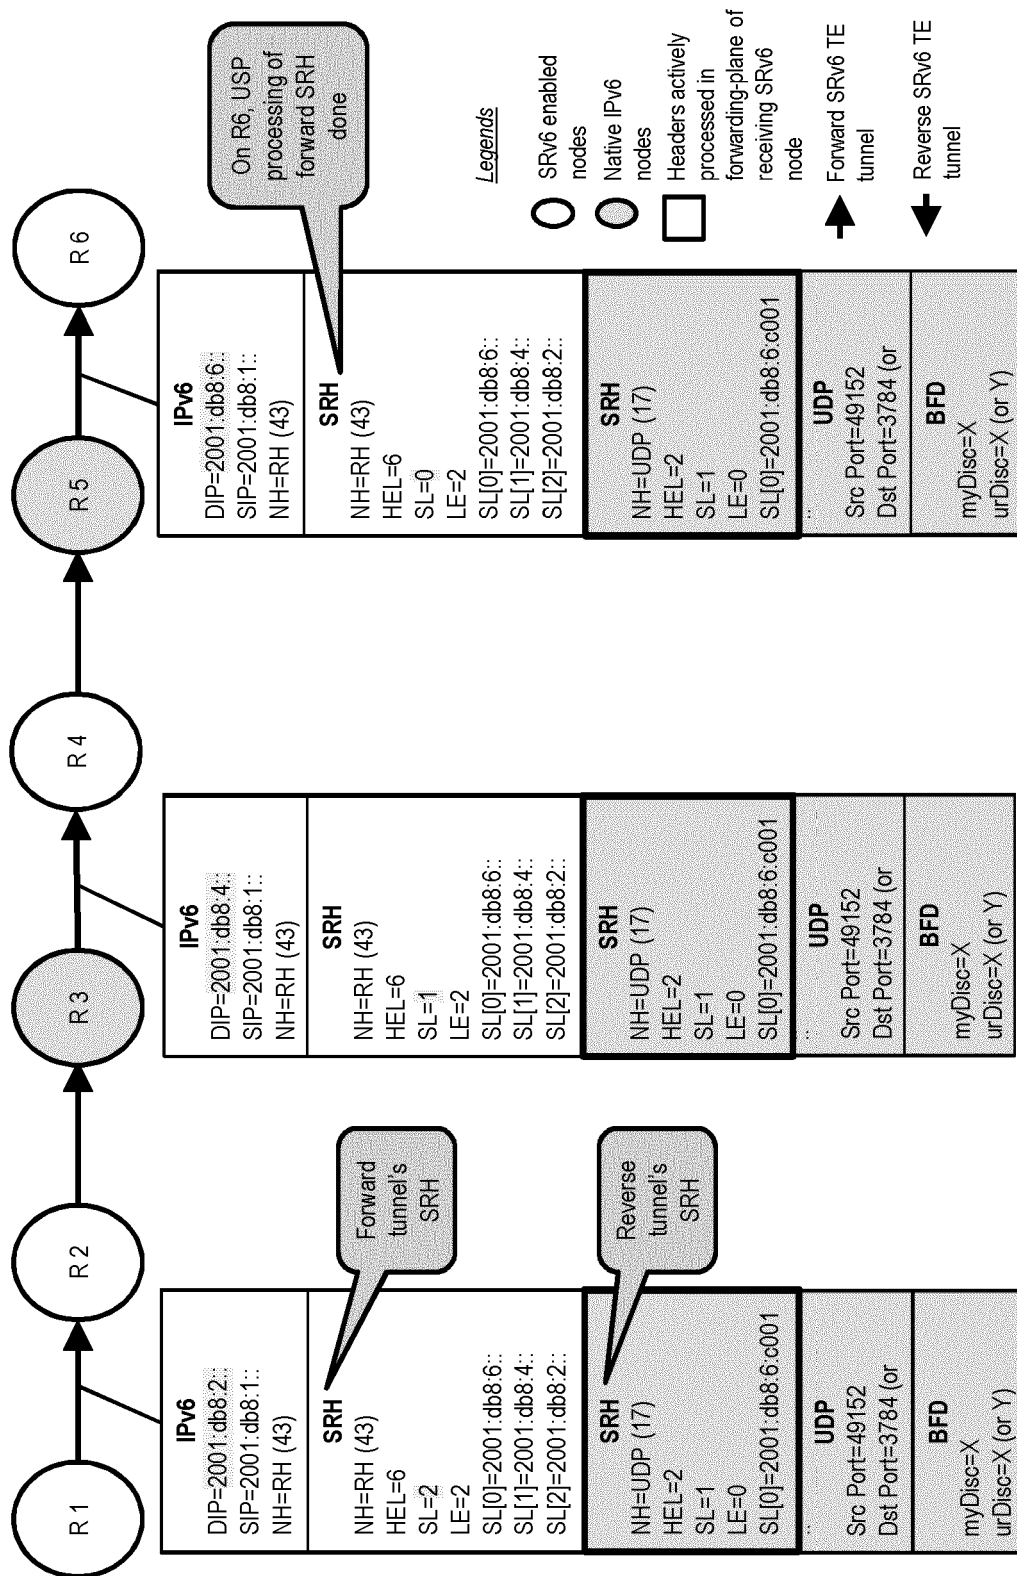 R1
R2
R3
R4
R5
R6
IPv6
DIP=2001:db8:2::
SIP=2001:db8:1::
NH=RH (43)
SRH
NH=RH (43)
HEL=6
SL=2
LE=2
SL[0]=2001:db8:6::
SL[1]=2001:db8:4::
SL[2]=2001:db8:2::
SRH
NH=UDP (17)
HEL=2
SL=1
LE=0
SL[0]=2001:db8:6:c001
::
UDP
Src Port=49152
Dst Port=3784 (or
BFD
myDisc=X
urDisc=X (or Y)
Forward
tunnel's
SRH
Reverse
tunnel's
SRH
IPv6
DIP=2001:db8:4::
SIP=2001:db8:1::
NH=RH (43)
SRH
NH=RH (43)
HEL=6
SL=1
LE=2
SL[0]=2001:db8:6::
SL[1]=2001:db8:4::
SL[2]=2001:db8:2::
SRH
NH=UDP (17)
HEL=2
SL=1
LE=0
SL[0]=2001:db8:6:c001
::
UDP
Src Port=49152
Dst Port=3784 (or
BFD
myDisc=X
urDisc=X (or Y)
IPv6
DIP=2001:db8:6::
SIP=2001:db8:1::
NH=RH (43)
SRH
NH=RH (43)
HEL=6
SL=0
LE=2
SL[0]=2001:db8:6::
SL[1]=2001:db8:4::
SL[2]=2001:db8:2::
SRH
NH=UDP (17)
HEL=2
SL=1
LE=0
SL[0]=2001:db8:6:c001
::
UDP
Src Port=49152
Dst Port=3784 (or
BFD
myDisc=X
urDisc=X (or Y)
On R6, USP
processing of
forward SRH
done
Legends
SRv6 enabled
nodes
Native IPv6
nodes
Headers actively
processed in
forwarding-plane of
receiving SRv6
node
Forward SRv6 TE
tunnel
Reverse SRv6 TE
tunnel